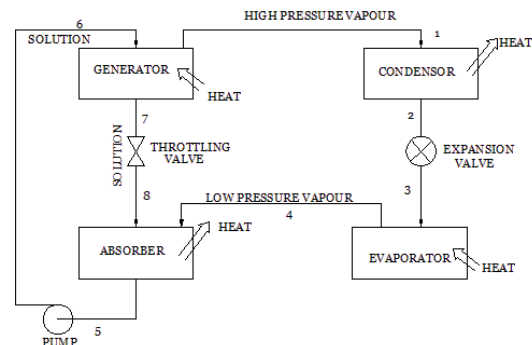 HIGH PRESSURE VAPOUR
6
SOLUTION
1
HEAT
GENERATOR
CONDENSOR
HEAT
7
2
SOLUTION
THROTTLING
VALVE
EXPANSION
VALVE
8
3
LOW PRESSURE VAPOUR
4
ABSORBER
HEAT
EVAPORATOR
HEAT
5
PUMP